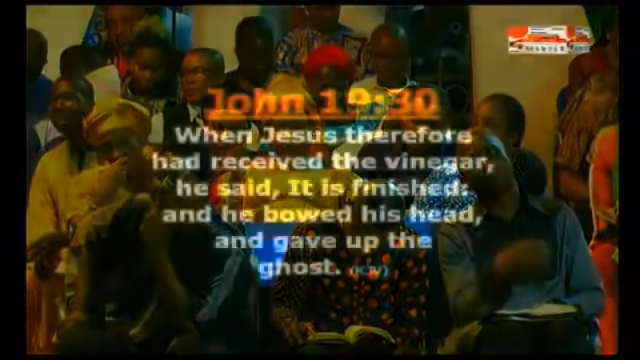 John 19:30
When Jesus therefore
had received the vinegar,
he said, It is finished:
and he bowed his head,
and gave up the
ghost. (KJV)